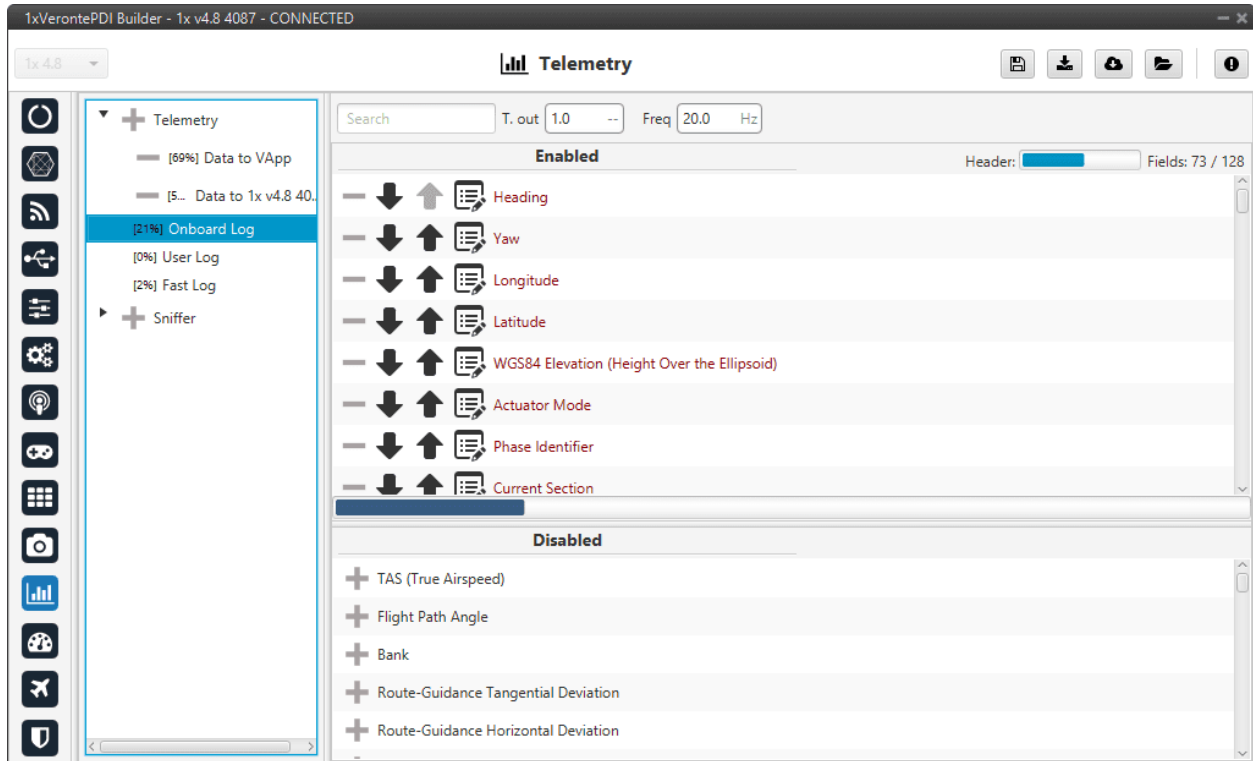 1xVerontePDI Builder - 1x v4.8 4087 - CONNECTED
1x 4.8
Telemetry
Telemetry
[69%] Data to VApp
[5... Data to 1x v4.8 40..
[21%] Onboard Log
[0%] User Log
[2%] Fast Log
Sniffer
Search T. out 1.0 -- Freq 20.0 Hz
Enabled Header: Fields: 73 / 128
Heading
Yaw
Longitude
Latitude
WGS84 Elevation (Height Over the Ellipsoid)
Actuator Mode
Phase Identifier
Current Section
Disabled
TAS (True Airspeed)
Flight Path Angle
Bank
Route-Guidance Tangential Deviation
Route-Guidance Horizontal Deviation